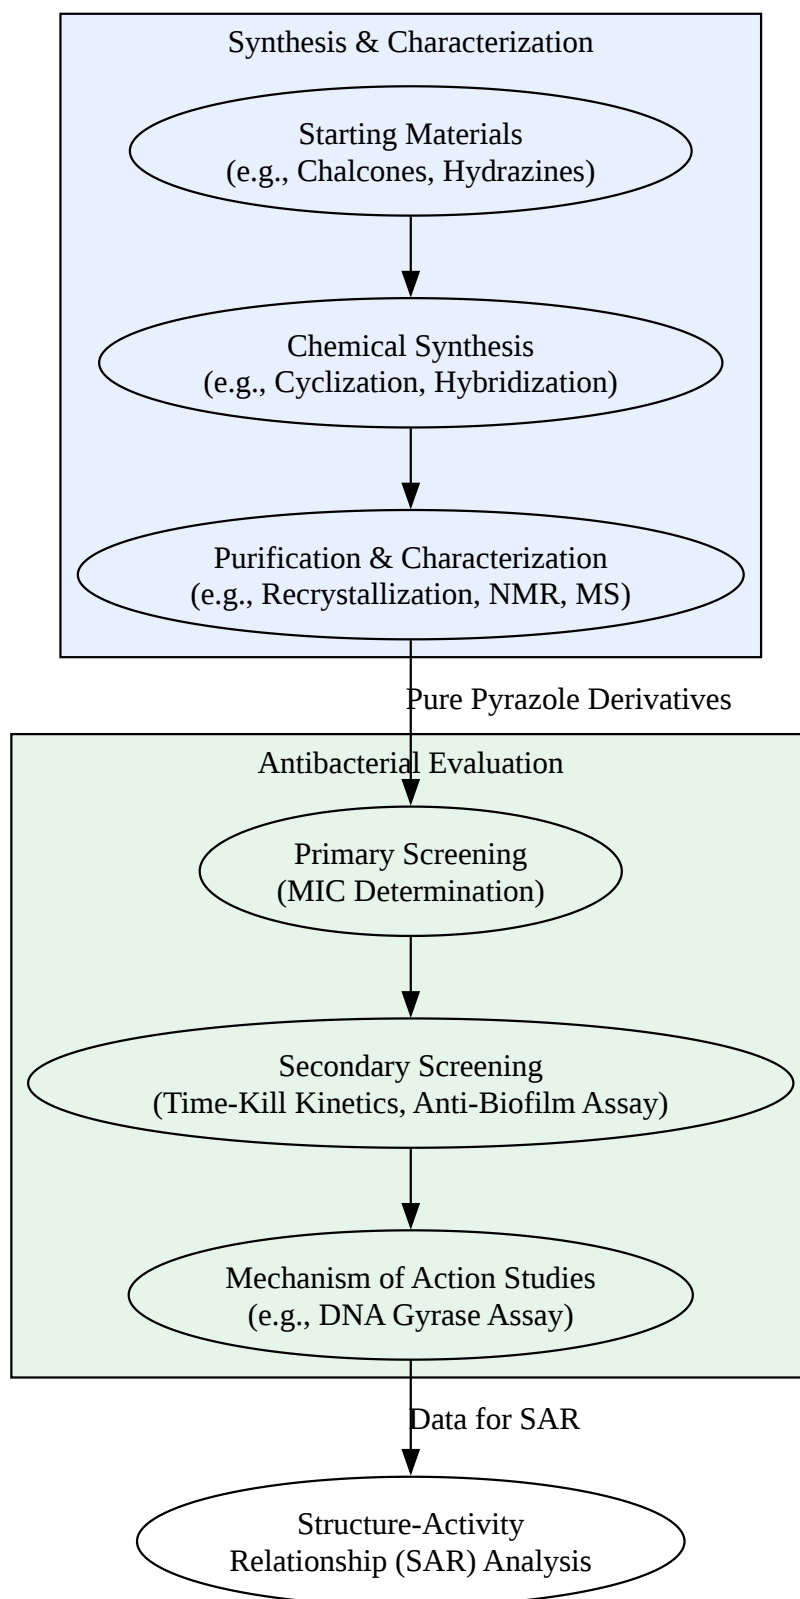 Synthesis & Characterization
Starting Materials
(e.g., Chalcones, Hydrazines)
Chemical Synthesis
(e.g., Cyclization, Hybridization)
Purification & Characterization
(e.g., Recrystallization, NMR, MS)
Pure Pyrazole Derivatives
Antibacterial Evaluation
Primary Screening
(MIC Determination)
Secondary Screening
(Time-Kill Kinetics, Anti-Biofilm Assay)
Mechanism of Action Studies
(e.g., DNA Gyrase Assay)
Data for SAR
Structure-Activity
Relationship (SAR) Analysis